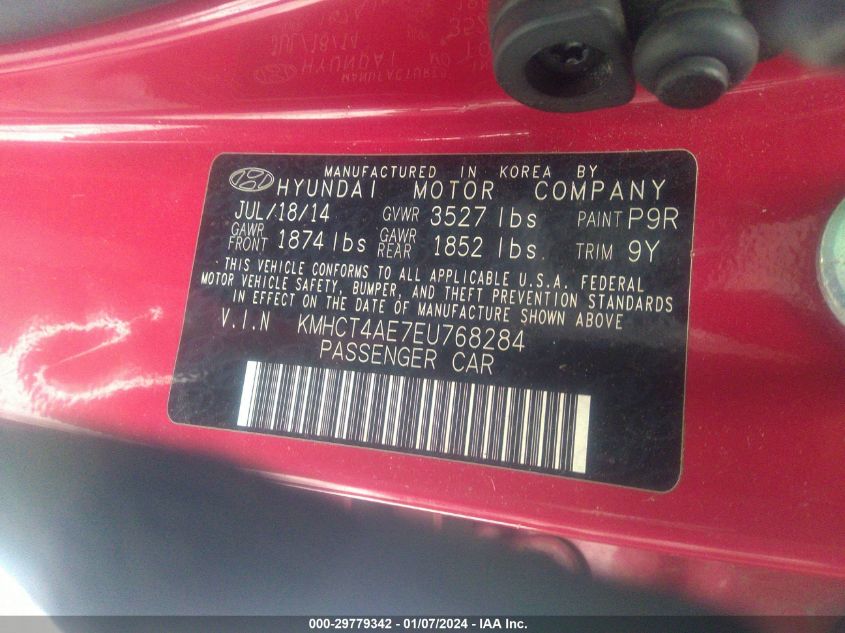 MANUFACTURED IN KOREA BY
HYUNDAI MOTOR COMPANY
JUL/18/14 GVWR 3527 lbs PAINT P9R
GAWR FRONT 1874 lbs GAWR REAR 1852 lbs. TRIM 9Y
THIS VEHICLE CONFORMS TO ALL APPLICABLE U.S.A. FEDERAL
MOTOR VEHICLE SAFETY, BUMPER, AND THEFT PREVENTION STANDARDS
IN EFFECT ON THE DATE OF MANUFACTURE SHOWN ABOVE
V.I.N KMHCT4AE7EU768284
PASSENGER CAR
000-29779342 - 01/07/2024 - IAA Inc.